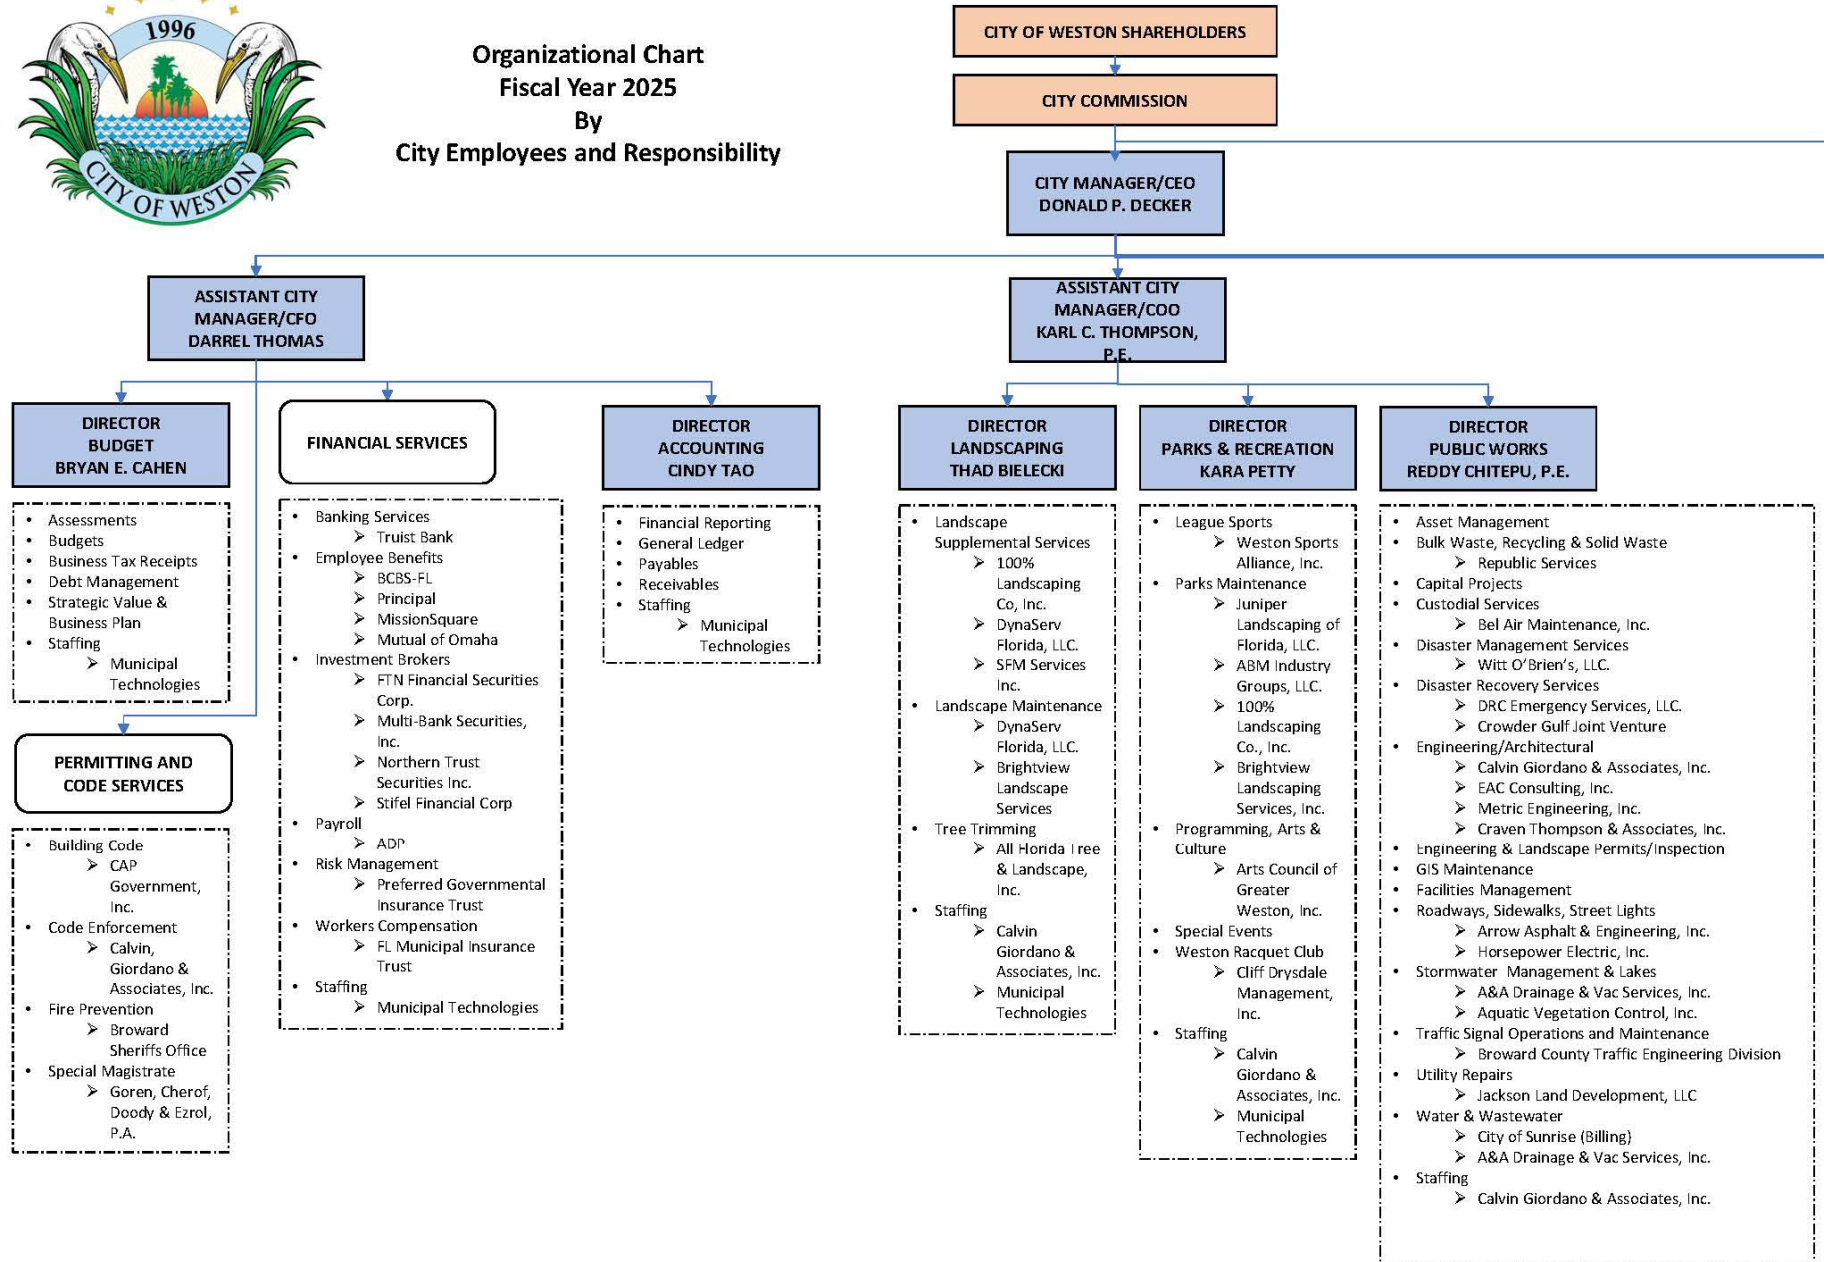 1996
CITY OF WESTON
Organizational Chart
Fiscal Year 2025
By
City Employees and Responsibility
CITY OF WESTON SHAREHOLDERS
CITY COMMISSION
CITY MANAGER/CEO
DONALD P. DECKER
ASSISTANT CITY
MANAGER/CFO
DARREL THOMAS
ASSISTANT CITY
MANAGER/COO
KARL C. THOMPSON,
P.E.
DIRECTOR
BUDGET
BRYAN E. CAHEN
• Assessments
• Budgets
• Business Tax Receipts
• Debt Management
• Strategic Value &
Business Plan
• Staffing
➢ Municipal
Technologies
PERMITTING AND
CODE SERVICES
• Building Code
➢ CAP
Government,
Inc.
• Code Enforcement
➢ Calvin,
Giordano &
Associates, Inc.
• Fire Prevention
➢ Broward
Sheriffs Office
• Special Magistrate
➢ Goren, Cherof,
Doody & Ezrol,
P.A.
FINANCIAL SERVICES
• Banking Services
➢ Truist Bank
• Employee Benefits
➢ BCBS-FL
➢ Principal
➢ MissionSquare
➢ Mutual of Omaha
• Investment Brokers
➢ FTN Financial Securities
Corp.
➢ Multi-Bank Securities,
Inc.
➢ Northern Trust
Securities Inc.
➢ Stifel Financial Corp
• Payroll
➢ ADP
• Risk Management
➢ Preferred Governmental
Insurance Trust
• Workers Compensation
➢ FL Municipal Insurance
Trust
• Staffing
➢ Municipal Technologies
DIRECTOR
ACCOUNTING
CINDY TAO
• Financial Reporting
• General Ledger
• Payables
• Receivables
• Staffing
➢ Municipal
Technologies
DIRECTOR
LANDSCAPING
THAD BIELECKI
• Landscape
Supplemental Services
➢ 100%
Landscaping
Co, Inc.
➢ DynaServ
Florida, LLC.
➢ SFM Services
Inc.
• Landscape Maintenance
➢ DynaServ
Florida, LLC.
➢ Brightview
Landscape
Services
• Tree Trimming
➢ All Florida Tree
& Landscape,
Inc.
• Staffing
➢ Calvin
Giordano &
Associates, Inc.
➢ Municipal
Technologies
DIRECTOR
PARKS & RECREATION
KARA PETTY
• League Sports
➢ Weston Sports
Alliance, Inc.
• Parks Maintenance
➢ Juniper
Landscaping of
Florida, LLC.
➢ ABM Industry
Groups, LLC.
➢ 100%
Landscaping
Co., Inc.
➢ Brightview
Landscaping
Services, Inc.
• Programming, Arts &
Culture
➢ Arts Council of
Greater
Weston, Inc.
• Special Events
• Weston Racquet Club
➢ Cliff Drysdale
Management,
Inc.
• Staffing
➢ Calvin
Giordano &
Associates, Inc.
➢ Municipal
Technologies
DIRECTOR
PUBLIC WORKS
REDDY CHITEPU, P.E.
• Asset Management
• Bulk Waste, Recycling & Solid Waste
➢ Republic Services
• Capital Projects
• Custodial Services
➢ Bel Air Maintenance, Inc.
• Disaster Management Services
➢ Witt O’Brien’s, LLC.
• Disaster Recovery Services
➢ DRC Emergency Services, LLC.
➢ Crowder Gulf Joint Venture
• Engineering/Architectural
➢ Calvin Giordano & Associates, Inc.
➢ EAC Consulting, Inc.
➢ Metric Engineering, Inc.
➢ Craven Thompson & Associates, Inc.
• Engineering & Landscape Permits/Inspection
• GIS Maintenance
• Facilities Management
• Roadways, Sidewalks, Street Lights
➢ Arrow Asphalt & Engineering, Inc.
➢ Horsepower Electric, Inc.
• Stormwater Management & Lakes
➢ A&A Drainage & Vac Services, Inc.
➢ Aquatic Vegetation Control, Inc.
• Traffic Signal Operations and Maintenance
➢ Broward County Traffic Engineering Division
• Utility Repairs
➢ Jackson Land Development, LLC
• Water & Wastewater
➢ City of Sunrise (Billing)
➢ A&A Drainage & Vac Services, Inc.
• Staffing
➢ Calvin Giordano & Associates, Inc.